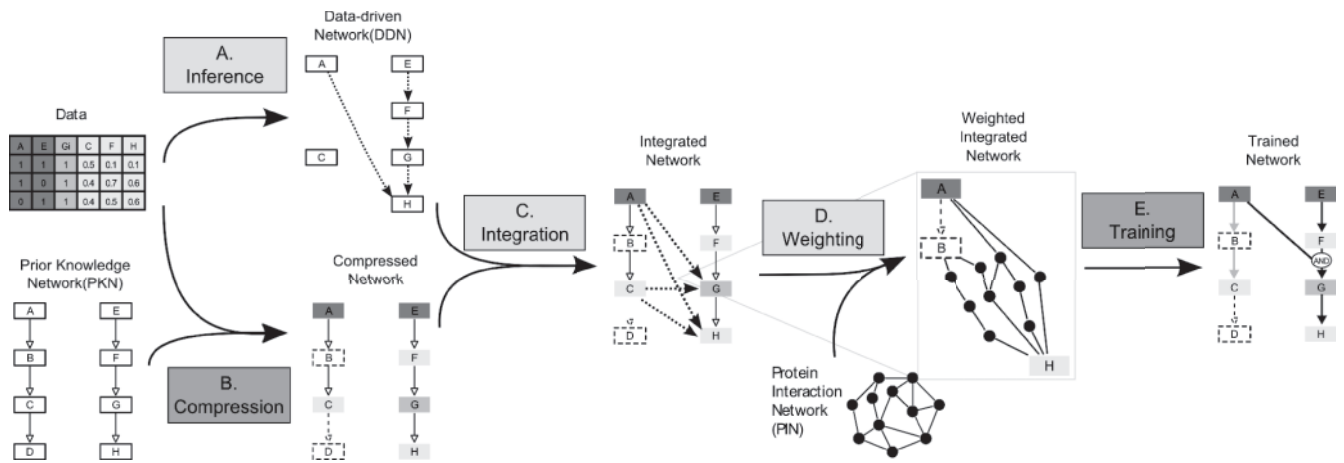 Data
A E Gi C F H
1 1 1 0.5 0.1 0.1
1 0 1 0.4 0.7 0.6
0 1 1 0.4 0.5 0.6
Prior Knowledge
Network(PKN)
A E
B F
C G
D H
A.
Inference
B.
Compression
Data-driven
Network(DDN)
A E
F
C G
H
Compressed
Network
A E
B F
C G
D H
C.
Integration
Integrated
Network
A E
B F
C G
D H
D.
Weighting
Protein
Interaction
Network
(PIN)
Weighted
Integrated
Network
A
B
H
E.
Training
Trained
Network
A E
B F
AND
C G
D H